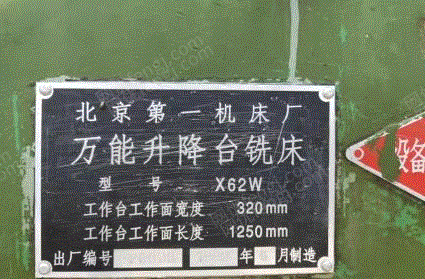 北京第一机床厂
万能升降台铣床
型 号 X62W
工作台工作面宽度 320mm
工作台工作面长度 1250mm
出厂编号 年 月制造
设备